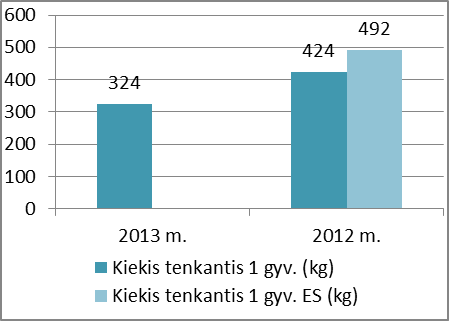 600
500
400
300
200
100
0
324
424
492
2013 m.
2012 m.
Kiekis tenkantis 1 gyv. (kg)
Kiekis tenkantis 1 gyv. ES (kg)